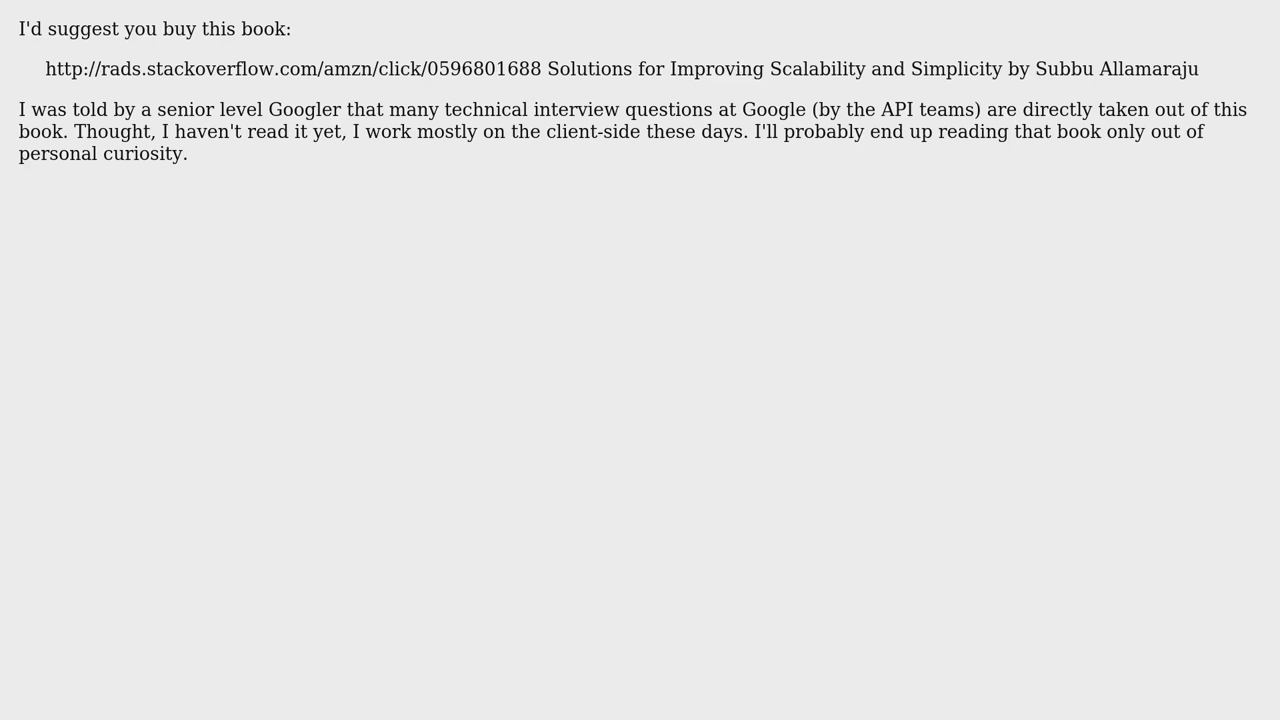 I'd suggest you buy this book:
http://rads.stackoverflow.com/amzn/click/0596801688 Solutions for Improving Scalability and Simplicity by Subbu Allamaraju
I was told by a senior level Googler that many technical interview questions at Google (by the API teams) are directly taken out of this
book. Thought, I haven't read it yet, I work mostly on the client-side these days. I'll probably end up reading that book only out of
personal curiosity.